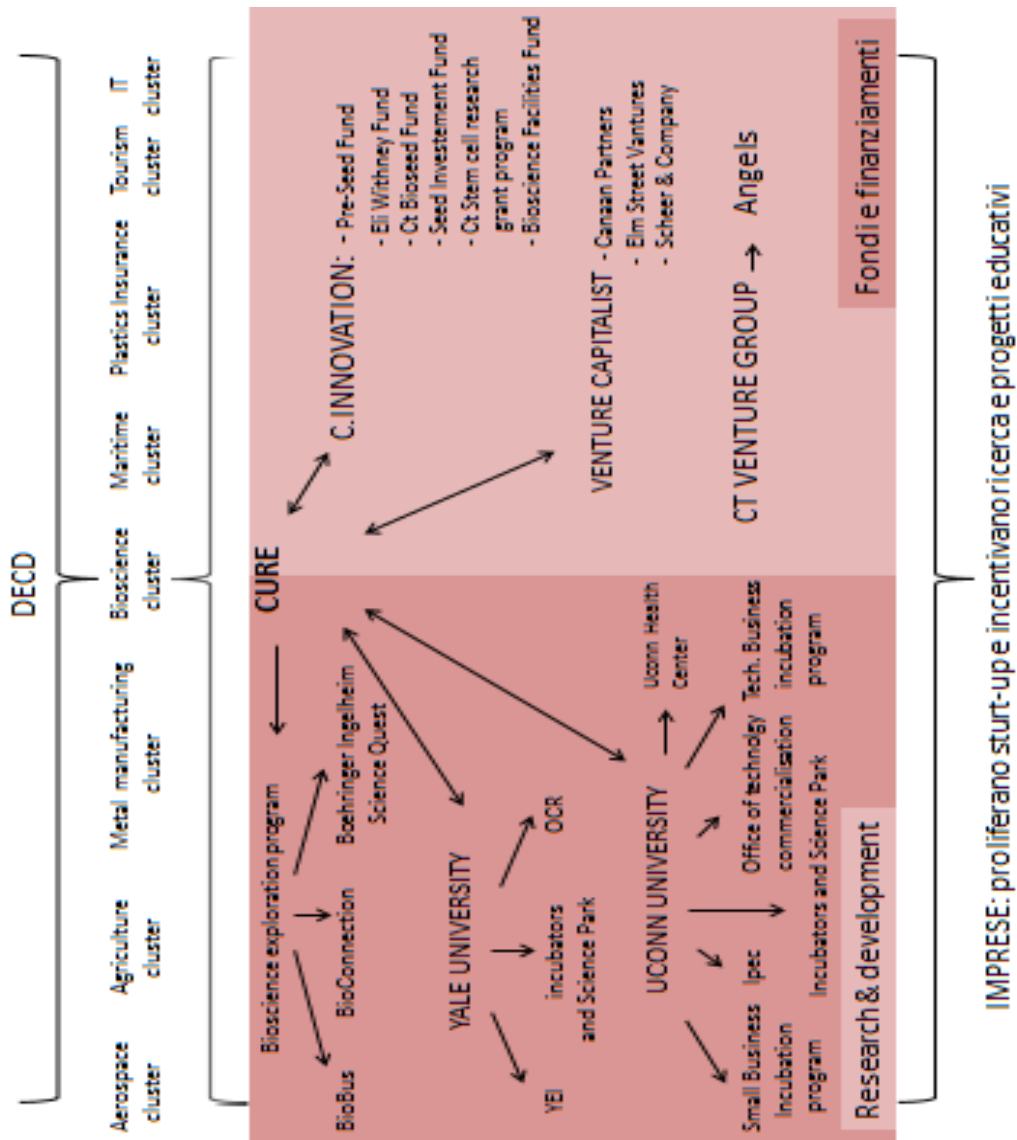 DECD
Aerospace cluster
Agriculture cluster
Metal manufacturing cluster
Bioscience cluster
Maritime cluster
Plastics Insurance cluster
Tourism cluster
IT cluster
CURE
Bioscience exploration program
BioBus
BioConnection
Boehringer Ingelheim
Science Quest
YALE UNIVERSITY
YEI
incubators
and Science Park
OCR
UCONN UNIVERSITY
Uconn Health
Center
Small Business
Incubation
program
Ipec
Incubators and Science Park
Office of technolgy
commercialisation
Tech. Business
incubation
program
Research & development
C.INNOVATION: - Pre-Seed Fund
- Eli Withney Fund
- Ct Bioseed Fund
- Seed Investement Fund
- Ct Stem cell research
grant program
- Bioscience Facilities Fund
VENTURE CAPITALIST - Canaan Partners
- Elm Street Vantures
- Scheer & Company
CT VENTURE GROUP → Angels
Fondi e finanziamenti
IMPRESE: proliferano sturt-up e incentivano ricerca e progetti educativi